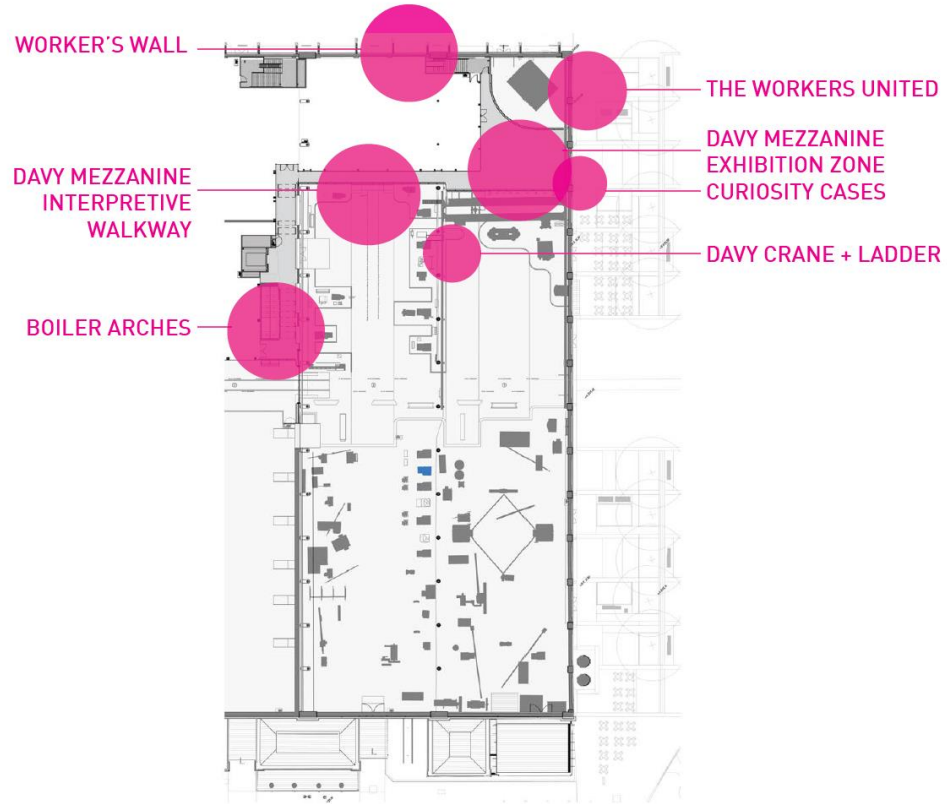 WORKER'S WALL
THE WORKERS UNITED
DAVY MEZZANINE
EXHIBITION ZONE
CURIOSITY CASES
DAVY MEZZANINE
INTERPRETIVE
WALKWAY
DAVY CRANE + LADDER
BOILER ARCHES